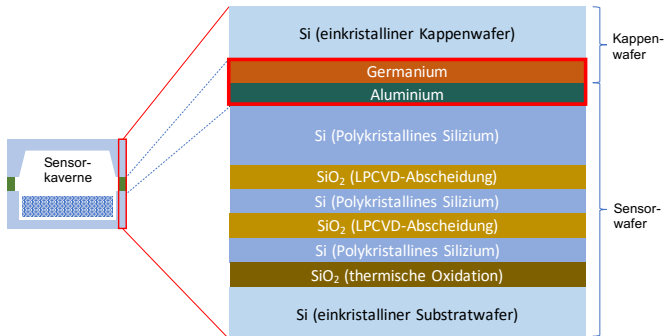 Si (einkristalliner Kappenwafer)
Kappen-
wafer
Germanium
Aluminium
Si (Polykristallines Silizium)
Sensor-
kaverne
SiO₂ (LPCVD-Abscheidung)
Si (Polykristallines Silizium)
Sensor-
wafer
SiO₂ (LPCVD-Abscheidung)
Si (Polykristallines Silizium)
SiO₂ (thermische Oxidation)
Si (einkristalliner Substratwafer)